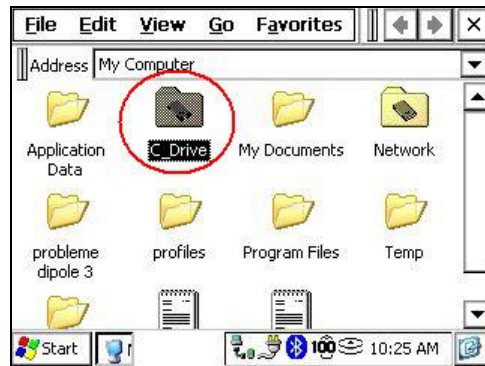 File Edit View Go Favorites
Address My Computer
Application Data
C_Drive
My Documents
Network
probleme dipole 3
profiles
Program Files
Temp
Start
100
10:25 AM